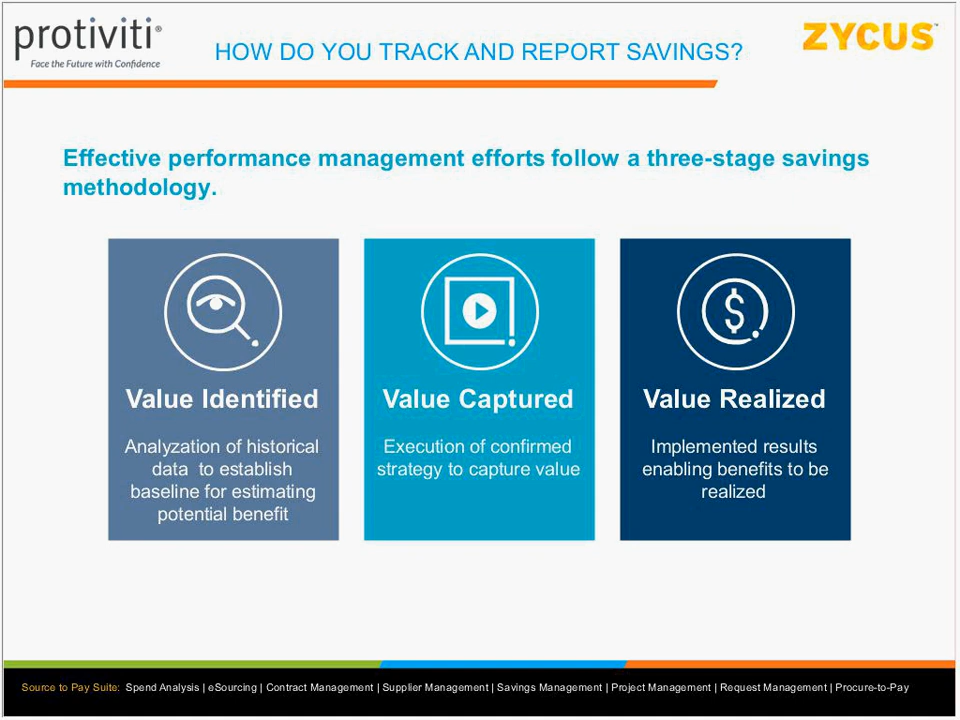 protiviti®
Face the Future with Confidence
HOW DO YOU TRACK AND REPORT SAVINGS?
ZYCUS™
Effective performance management efforts follow a three-stage savings
methodology.
Value Identified
Analyzation of historical
data to establish
baseline for estimating
potential benefit
Value Captured
Execution of confirmed
strategy to capture value
Value Realized
Implemented results
enabling benefits to be
realized
Source to Pay Suite: Spend Analysis | eSourcing | Contract Management | Supplier Management | Savings Management | Project Management | Request Management | Procure-to-Pay